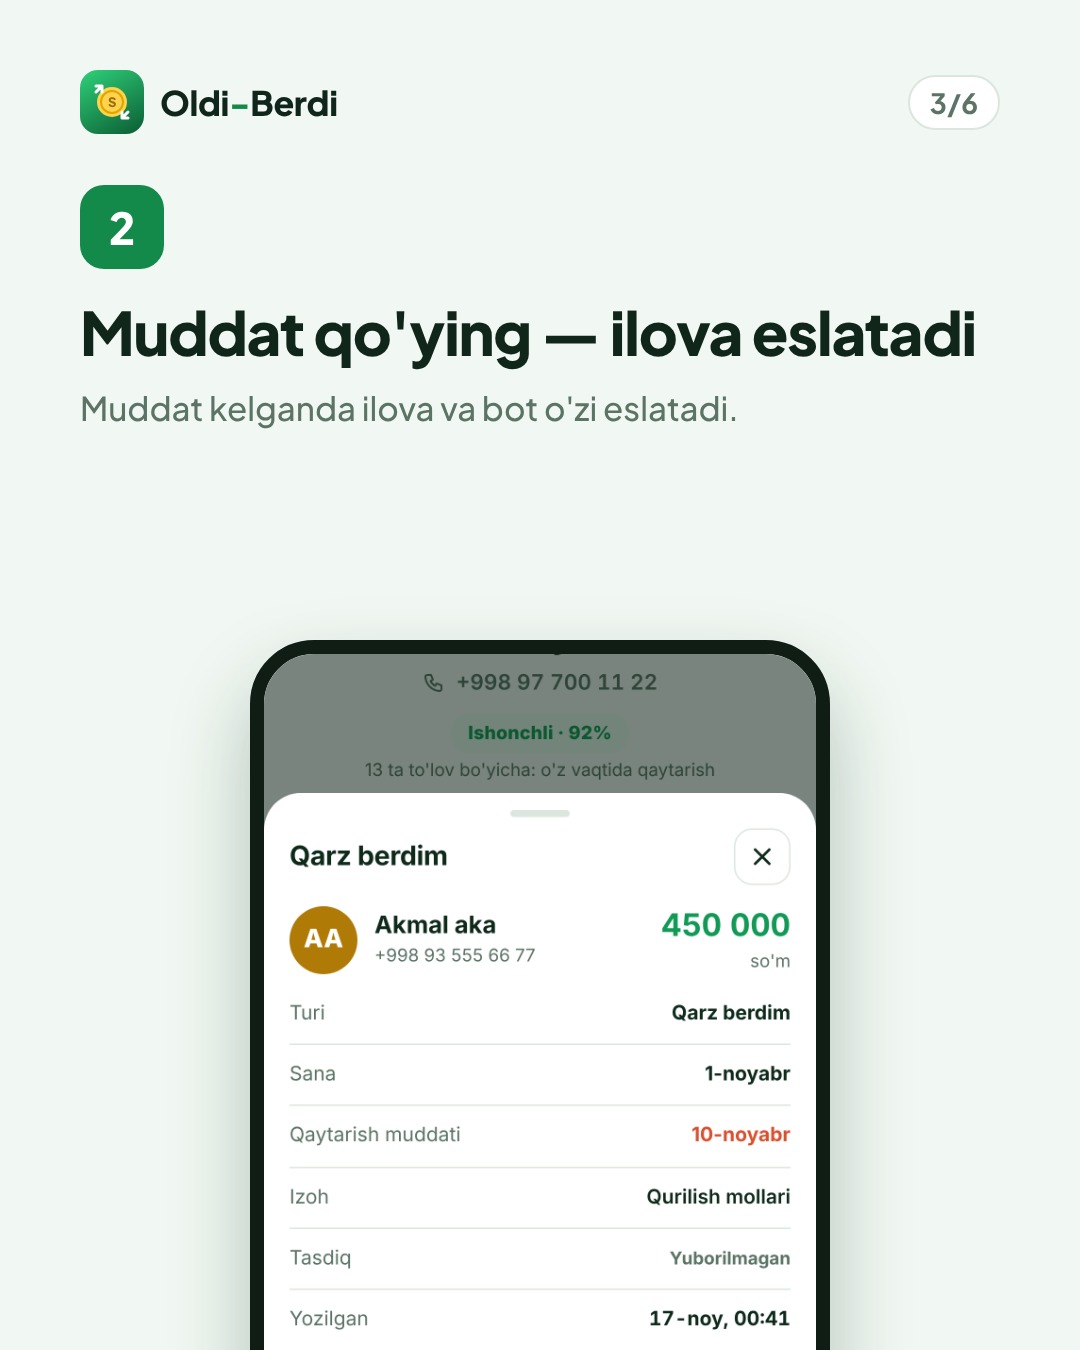 Oldi-Berdi
3/6
2
Muddat qo'ying — ilova eslatadi
Muddat kelganda ilova va bot o'zi eslatadi.
+998 97 700 11 22
Ishonchli · 92%
13 ta to'lov bo'yicha: o'z vaqtida qaytarish
Qarz berdim
AA
Akmal aka
450 000
+998 93 555 66 77
so'm
Turi Qarz berdim
Sana 1-noyabr
Qaytarish muddati 10-noyabr
Izoh Qurilish mollari
Tasdiq Yuborilmagan
Yozilgan 17-noy, 00:41